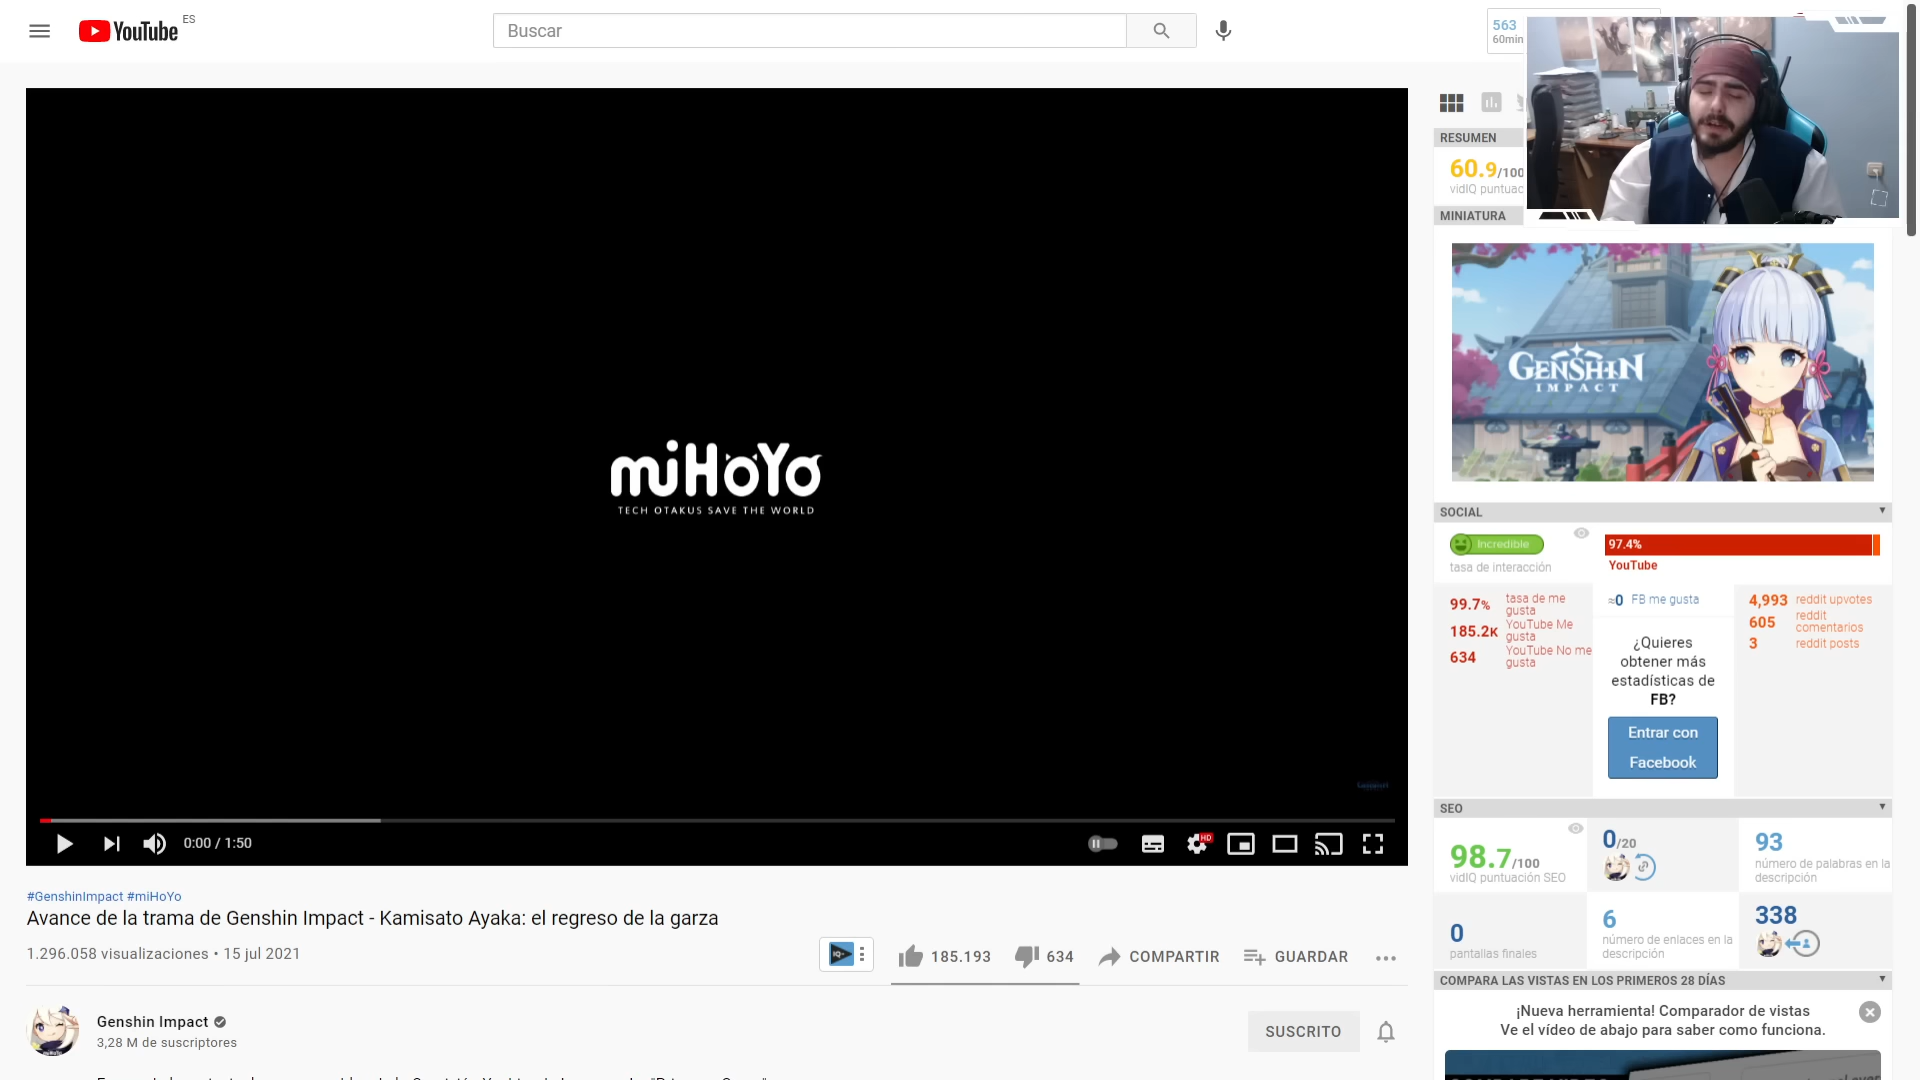 YouTube ES
Buscar
563
60min
RESUMEN
60.9/100
vidIQ puntuac
MINIATURA
GENSHIN
IMPACT
miHoYo
TECH OTAKUS SAVE THE WORLD
0:00 / 1:50
HD
SOCIAL
Incredible
tasa de interacción
97.4%
YouTube
99.7% tasa de me gusta
185.2K YouTube Me gusta
634 YouTube No me gusta
≈0 FB me gusta
¿Quieres
obtener más
estadísticas de
FB?
Entrar con
Facebook
4,993 reddit upvotes
605 reddit comentarios
3 reddit posts
SEO
98.7/100
vidIQ puntuación SEO
0/20
93
número de palabras en la
descripción
0
pantallas finales
6
número de enlaces en la
descripción
338
COMPARA LAS VISTAS EN LOS PRIMEROS 28 DÍAS
¡Nueva herramienta! Comparador de vistas
Ve el vídeo de abajo para saber como funciona.
#GenshinImpact #miHoYo
Avance de la trama de Genshin Impact - Kamisato Ayaka: el regreso de la garza
1.296.058 visualizaciones • 15 jul 2021
185.193
634
COMPARTIR
GUARDAR
Genshin Impact
3,28 M de suscriptores
SUSCRITO